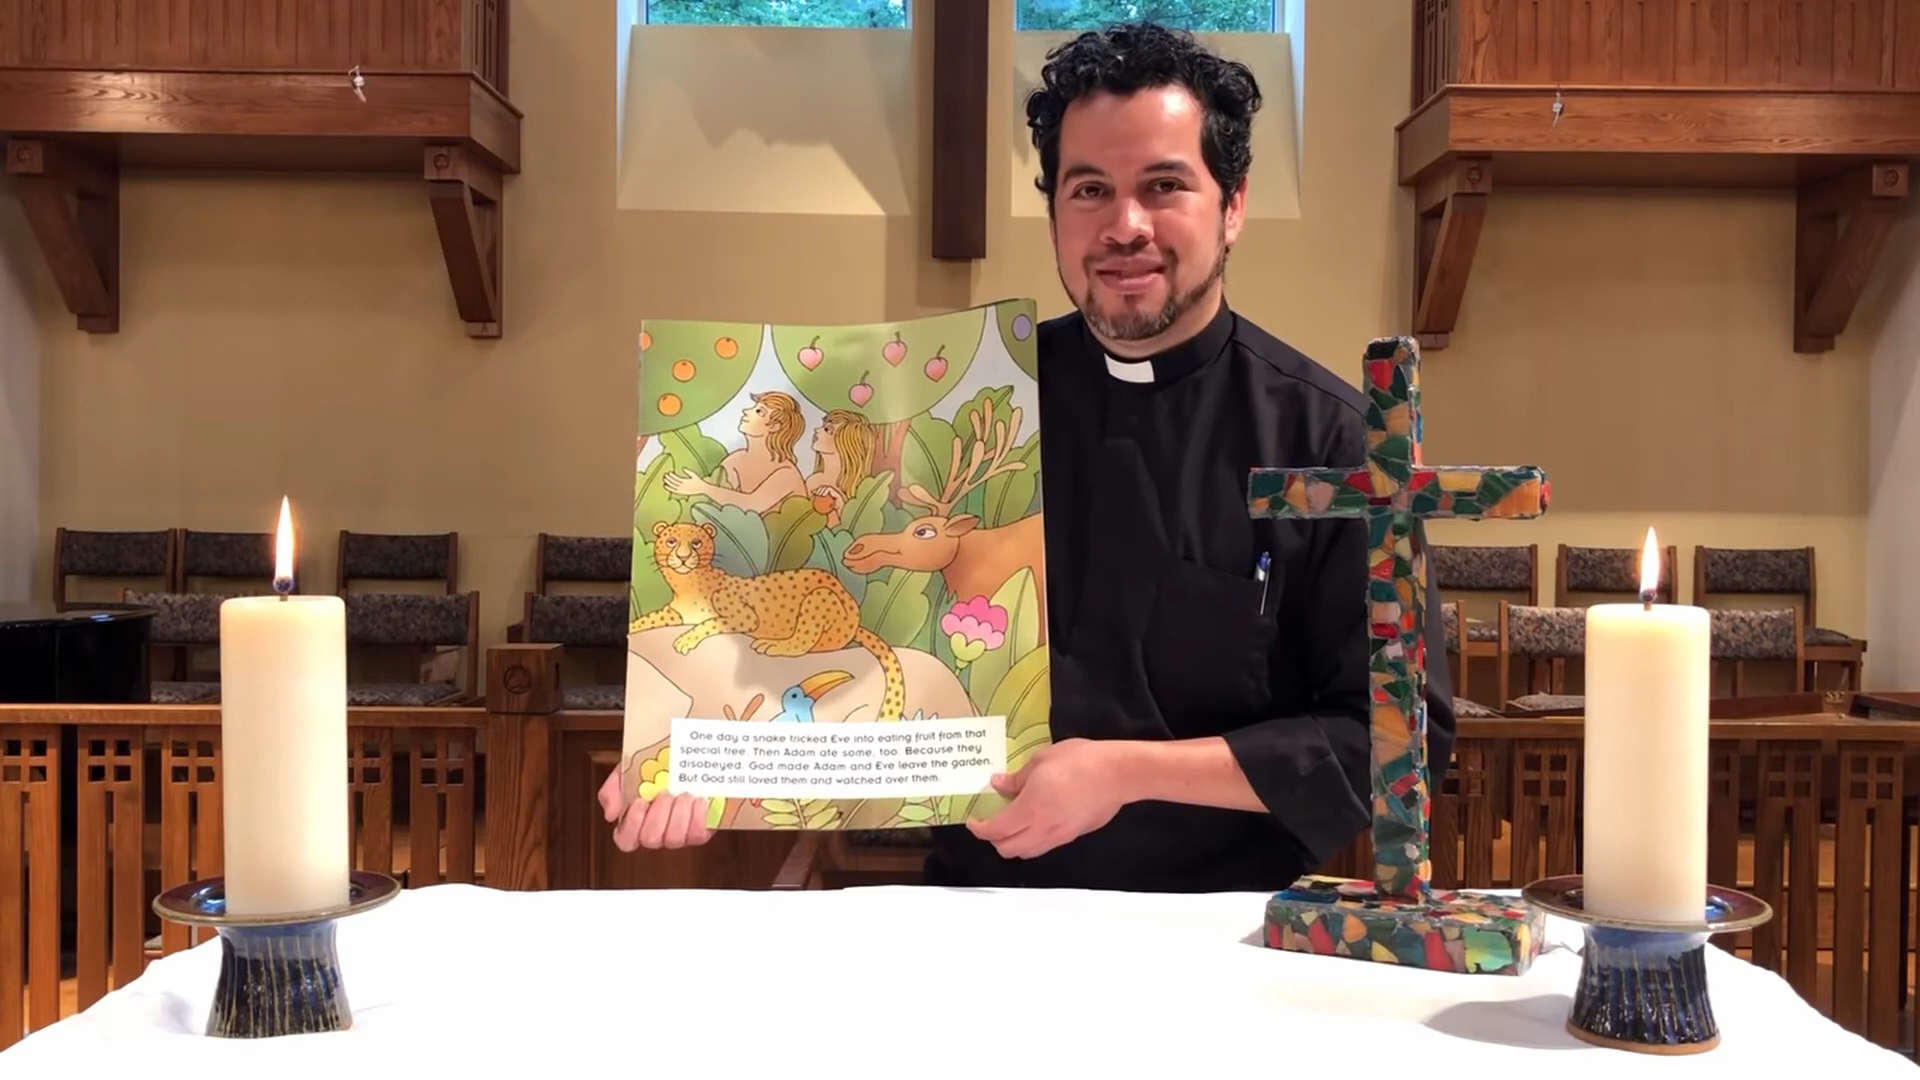 One day a snake tricked Eve into eating fruit from that
special tree. Then Adam ate some, too. Because they
disobeyed, God made Adam and Eve leave the garden.
But God still loved them and watched over them.